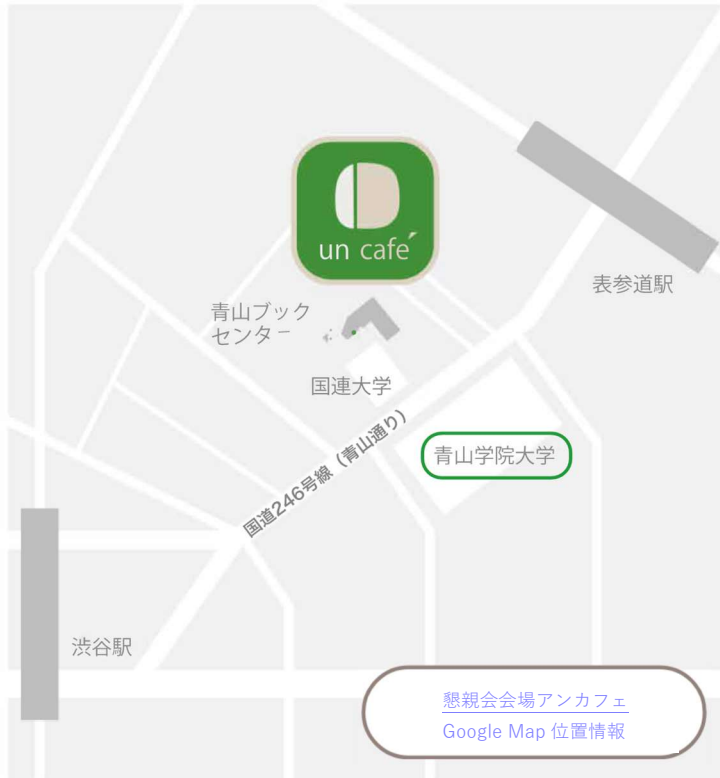 un café
表参道駅
青山ブック
センター
国連大学
国道246号線（青山通り）
青山学院大学
渋谷駅
懇親会会場アンカフェ
Google Map 位置情報